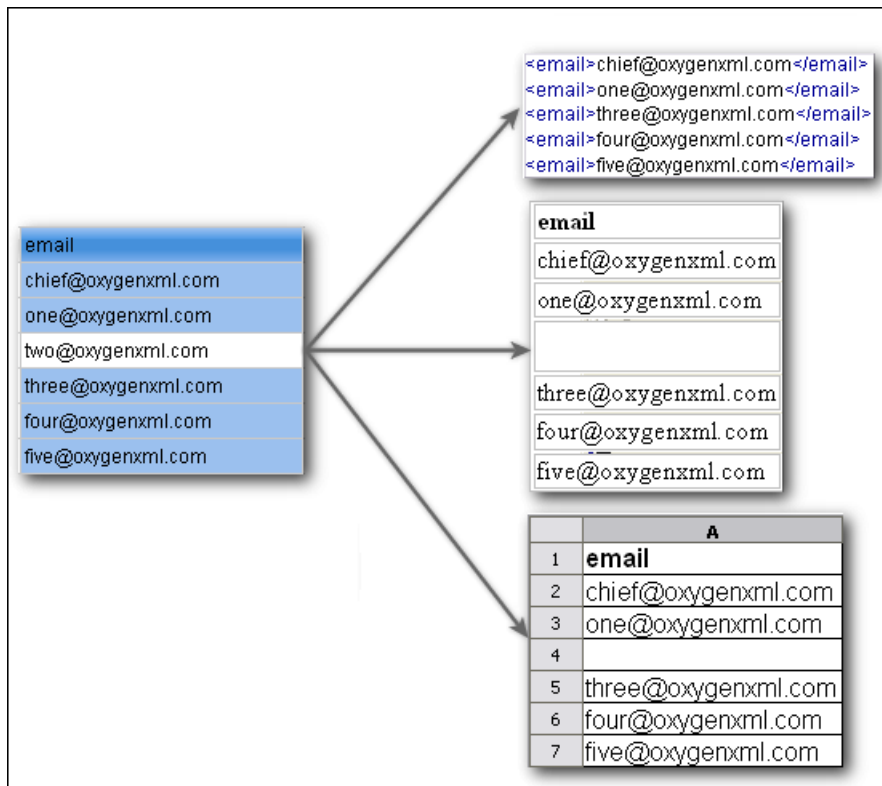 email
chief@oxygenxml.com
one@oxygenxml.com
two@oxygenxml.com
three@oxygenxml.com
four@oxygenxml.com
five@oxygenxml.com
<email>chief@oxygenxml.com</email>
<email>one@oxygenxml.com</email>
<email>three@oxygenxml.com</email>
<email>four@oxygenxml.com</email>
<email>five@oxygenxml.com</email>
email
chief@oxygenxml.com
one@oxygenxml.com
three@oxygenxml.com
four@oxygenxml.com
five@oxygenxml.com
A
1 email
2 chief@oxygenxml.com
3 one@oxygenxml.com
4
5 three@oxygenxml.com
6 four@oxygenxml.com
7 five@oxygenxml.com